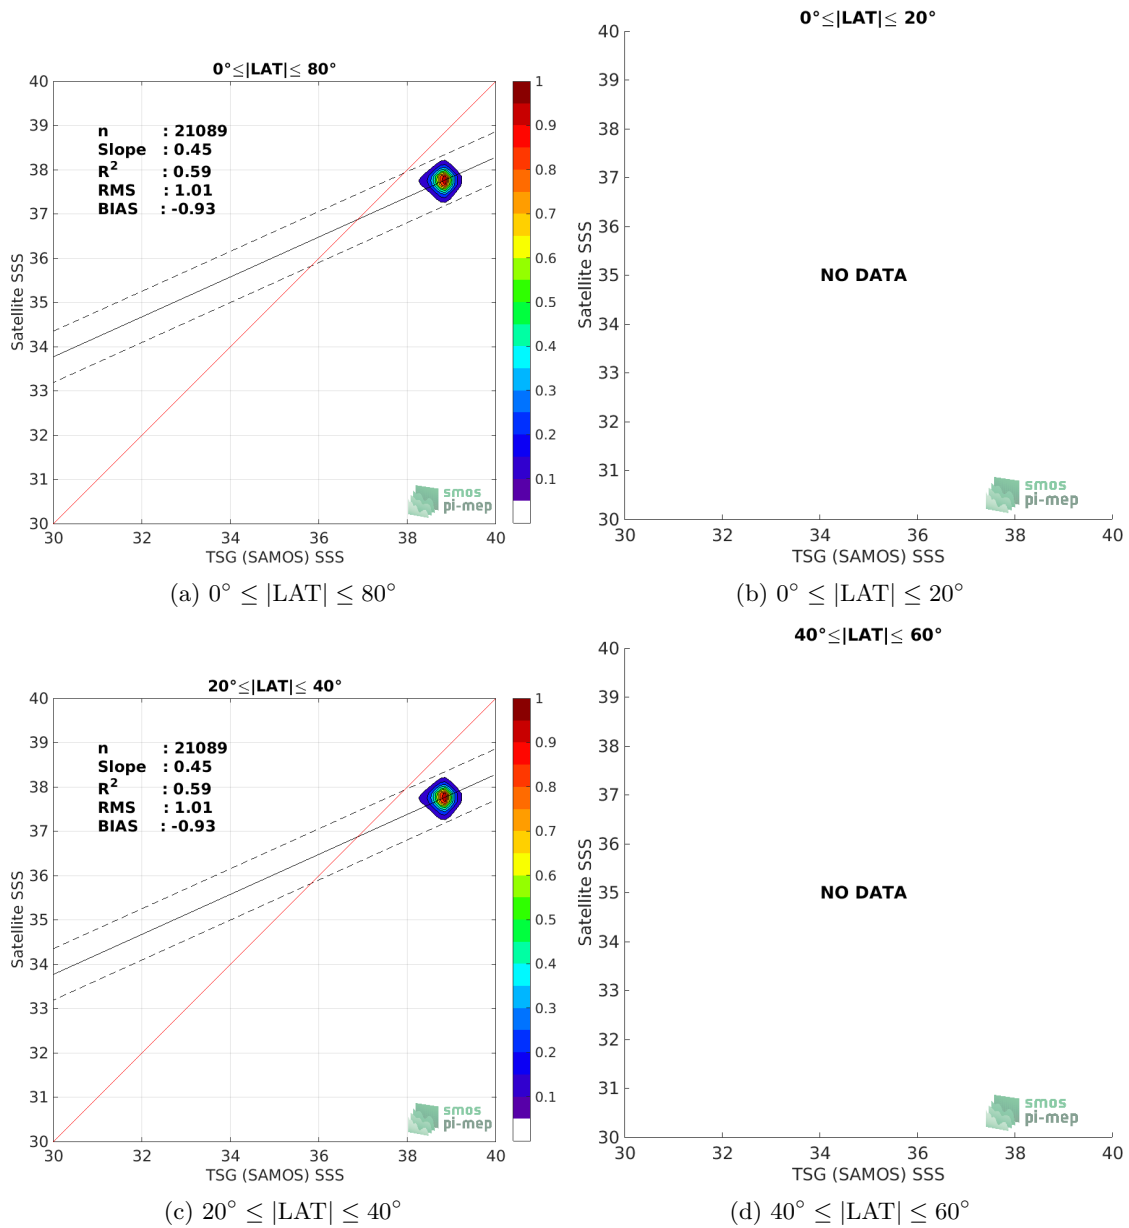 0°≤|LAT|≤ 80°
40
39
38
37
36
35
34
33
32
31
30
Satellite SSS
n : 21089
Slope : 0.45
R² : 0.59
RMS : 1.01
BIAS : -0.93
smos
pi-mep
30 32 34 36 38 40
TSG (SAMOS) SSS
1
0.9
0.8
0.7
0.6
0.5
0.4
0.3
0.2
0.1
(a) 0° ≤ |LAT| ≤ 80°
0°≤|LAT|≤ 20°
40
39
38
37
36
35
34
33
32
31
30
Satellite SSS
NO DATA
smos
pi-mep
30 32 34 36 38 40
TSG (SAMOS) SSS
(b) 0° ≤ |LAT| ≤ 20°
20°≤|LAT|≤ 40°
40
39
38
37
36
35
34
33
32
31
30
Satellite SSS
n : 21089
Slope : 0.45
R² : 0.59
RMS : 1.01
BIAS : -0.93
smos
pi-mep
30 32 34 36 38 40
TSG (SAMOS) SSS
1
0.9
0.8
0.7
0.6
0.5
0.4
0.3
0.2
0.1
(c) 20° ≤ |LAT| ≤ 40°
40°≤|LAT|≤ 60°
40
39
38
37
36
35
34
33
32
31
30
Satellite SSS
NO DATA
smos
pi-mep
30 32 34 36 38 40
TSG (SAMOS) SSS
(d) 40° ≤ |LAT| ≤ 60°